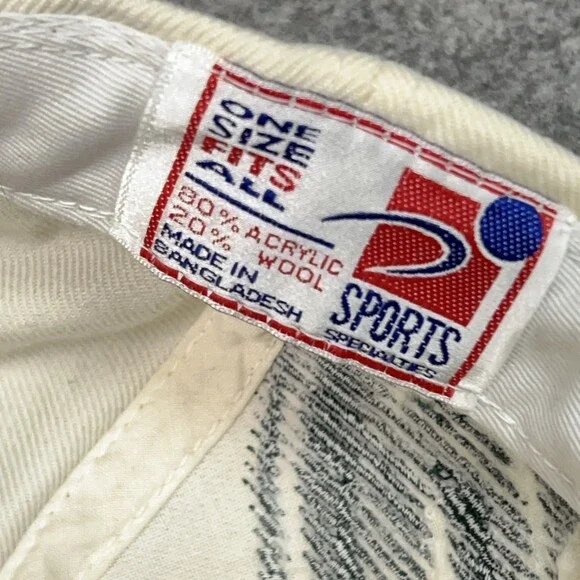 ONE
SIZE
FITS
ALL
80% ACRYLIC
20% WOOL
MADE IN
BANGLADESH
SPORTS
SPECIALTIES